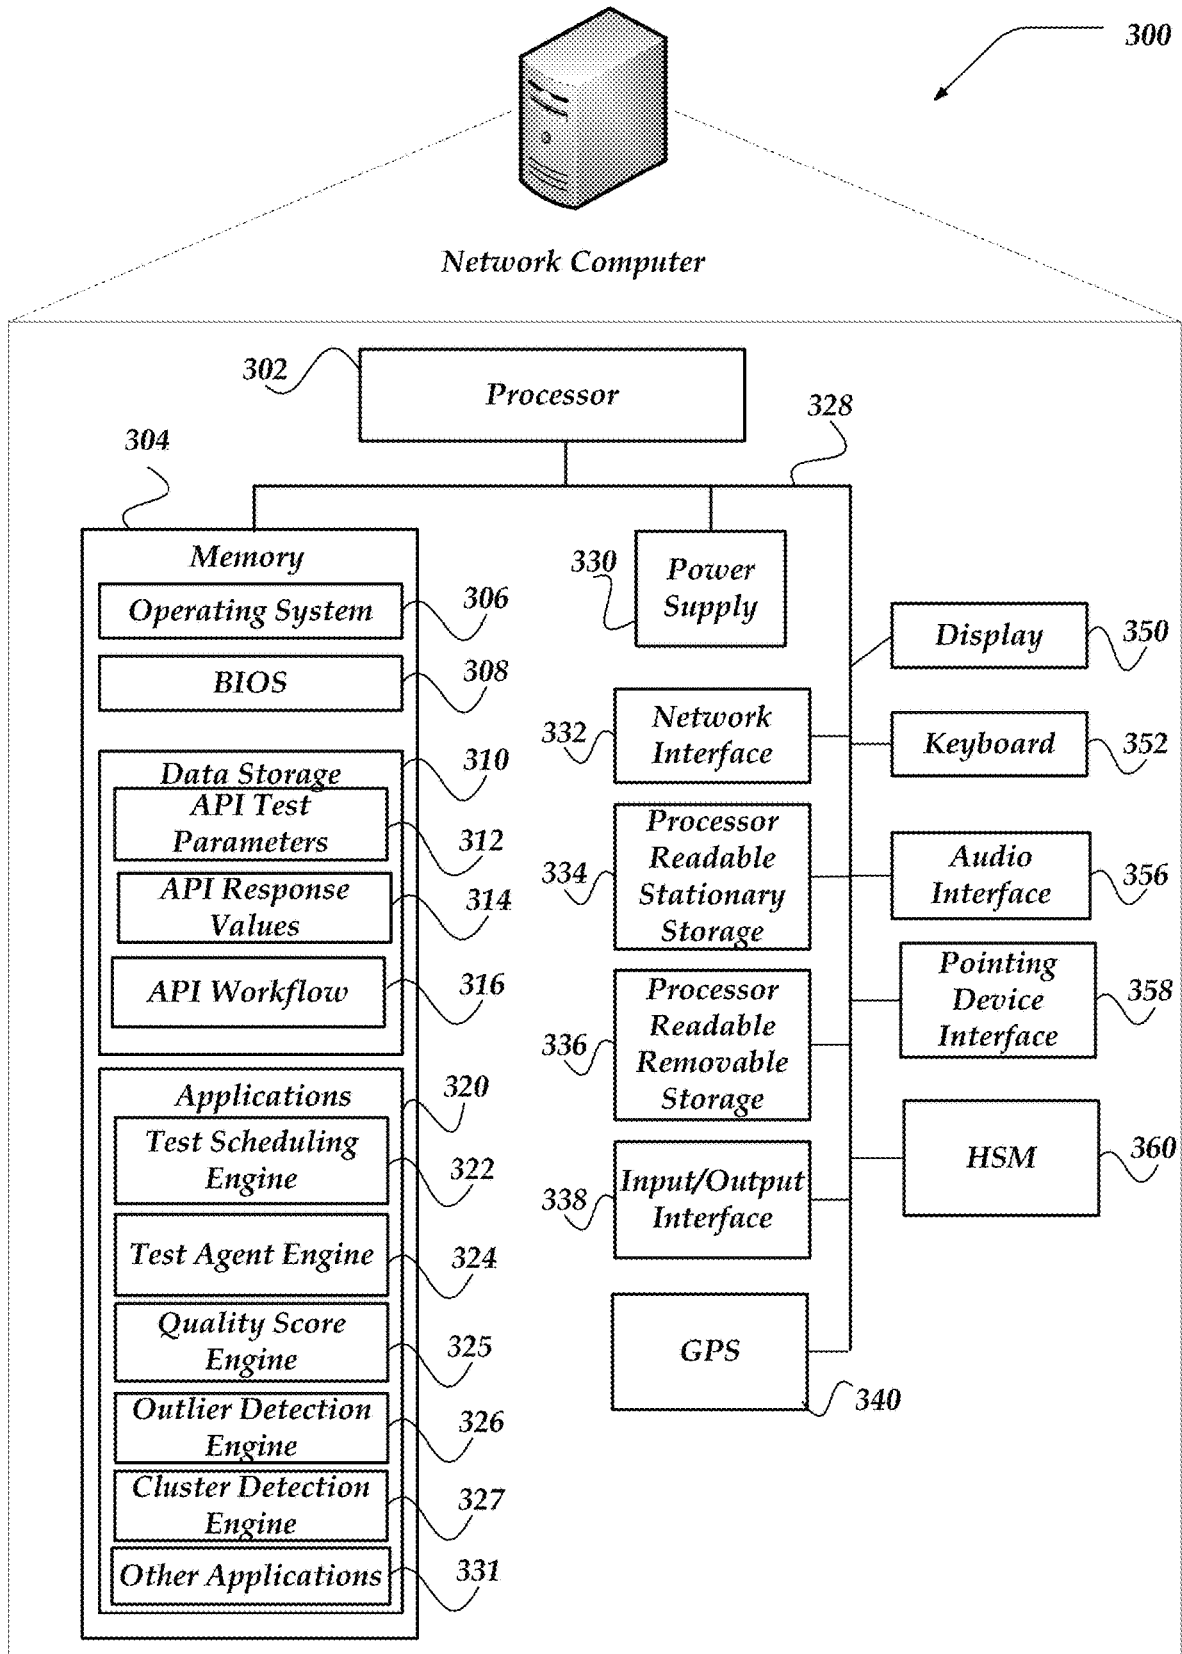 300
Network Computer
302
Processor
328
304
Memory
Operating System
306
BIOS
308
Data Storage
310
API Test
Parameters
312
API Response
Values
314
API Workflow
316
Applications
320
Test Scheduling
Engine
322
Test Agent Engine
324
Quality Score
Engine
325
Outlier Detection
Engine
326
Cluster Detection
Engine
327
Other Applications
331
330
Power
Supply
332
Network
Interface
334
Processor
Readable
Stationary
Storage
336
Processor
Readable
Removable
Storage
338
Input/Output
Interface
GPS
340
Display
350
Keyboard
352
Audio
Interface
356
Pointing
Device
Interface
358
HSM
360